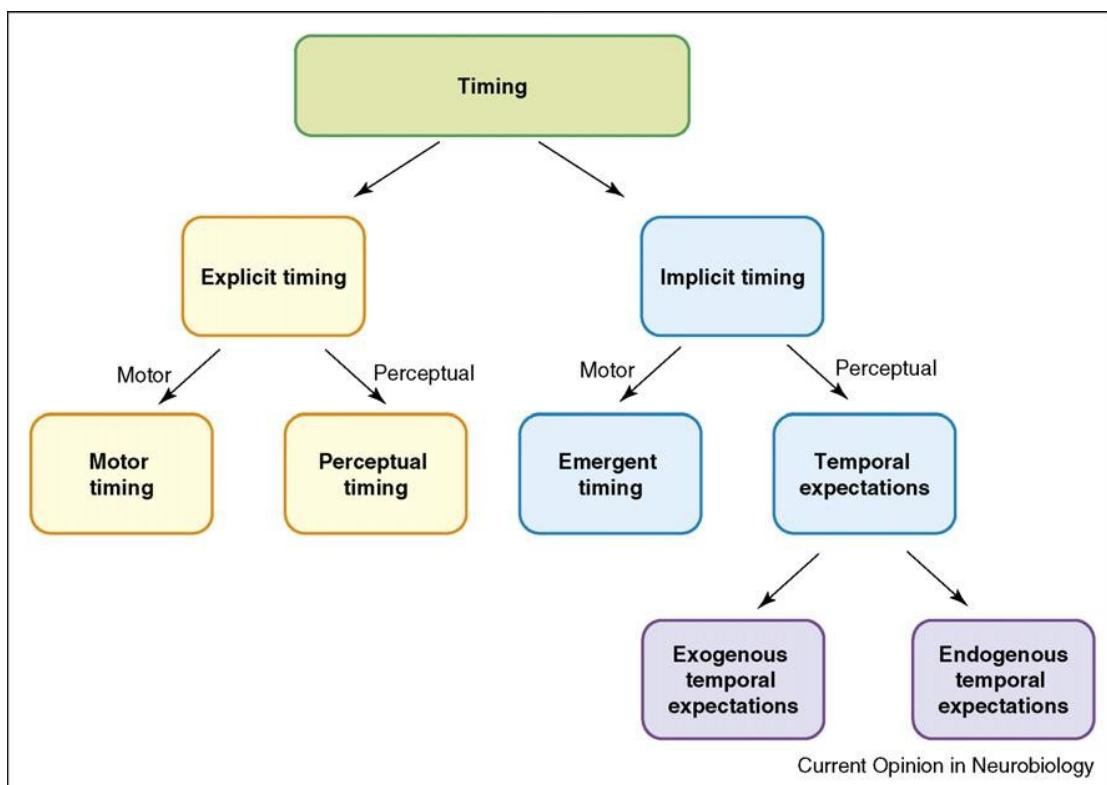 Timing
Explicit timing
Implicit timing
Motor
Perceptual
Motor
Perceptual
Motor
timing
Perceptual
timing
Emergent
timing
Temporal
expectations
Exogenous
temporal
expectations
Endogenous
temporal
expectations
Current Opinion in Neurobiology